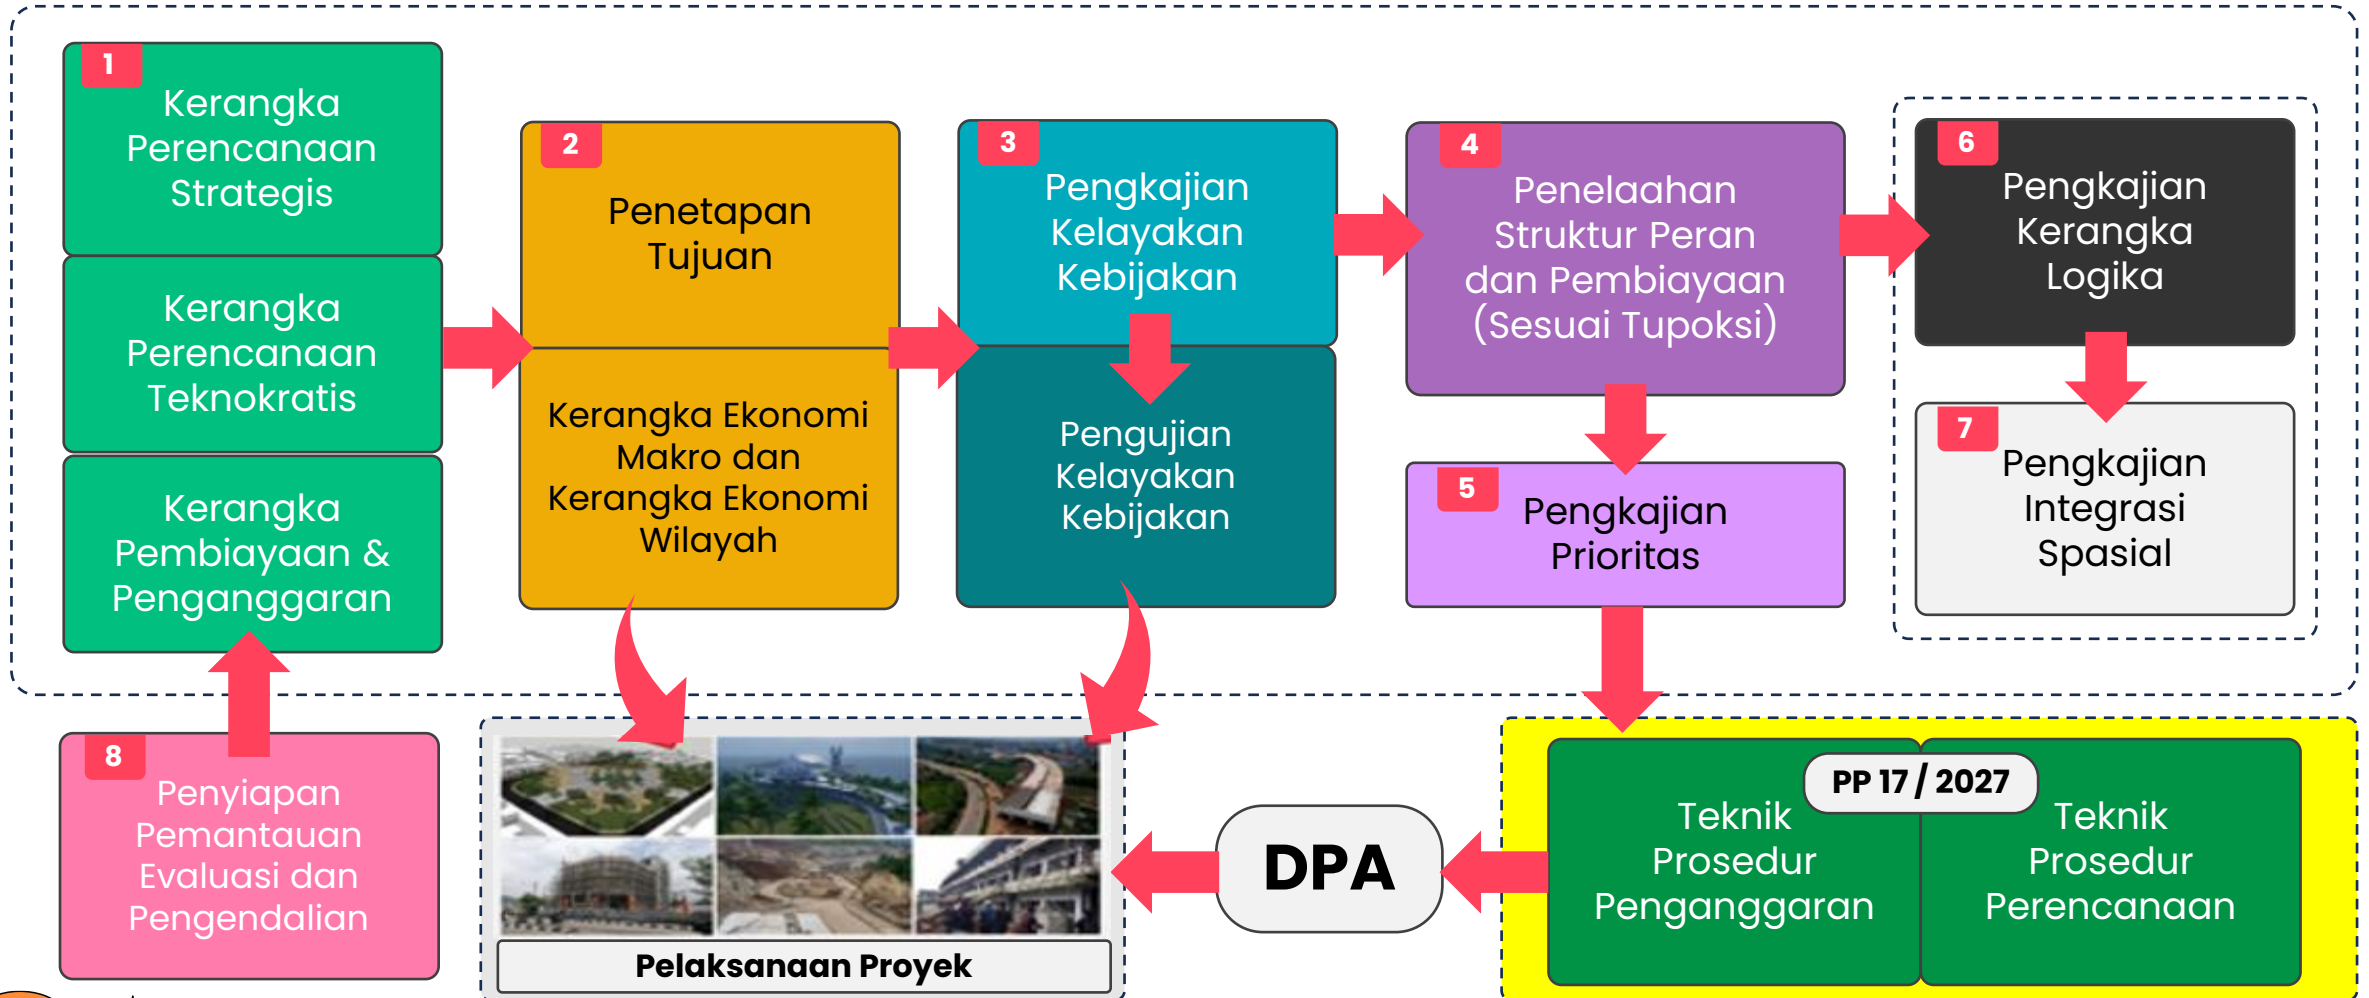 1
Kerangka
Perencanaan
Strategis
Kerangka
Perencanaan
Teknokratis
Kerangka
Pembiayaan &
Penganggaran
2
Penetapan
Tujuan
Kerangka Ekonomi
Makro dan
Kerangka Ekonomi
Wilayah
3
Pengkajian
Kelayakan
Kebijakan
Pengujian
Kelayakan
Kebijakan
4
Penelaahan
Struktur Peran
dan Pembiayaan
(Sesuai Tupoksi)
5
Pengkajian
Prioritas
6
Pengkajian
Kerangka
Logika
7
Pengkajian
Integrasi
Spasial
8
Penyiapan
Pemantauan
Evaluasi dan
Pengendalian
Pelaksanaan Proyek
DPA
PP 17 / 2027
Teknik
Prosedur
Penganggaran
Teknik
Prosedur
Perencanaan